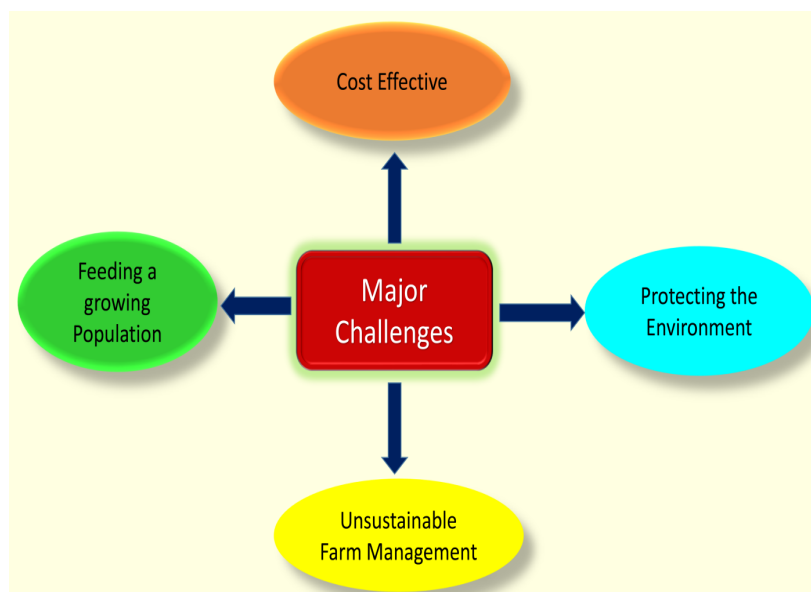 Cost Effective
Feeding a
growing
Population
Major
Challenges
Protecting the
Environment
Unsustainable
Farm Management